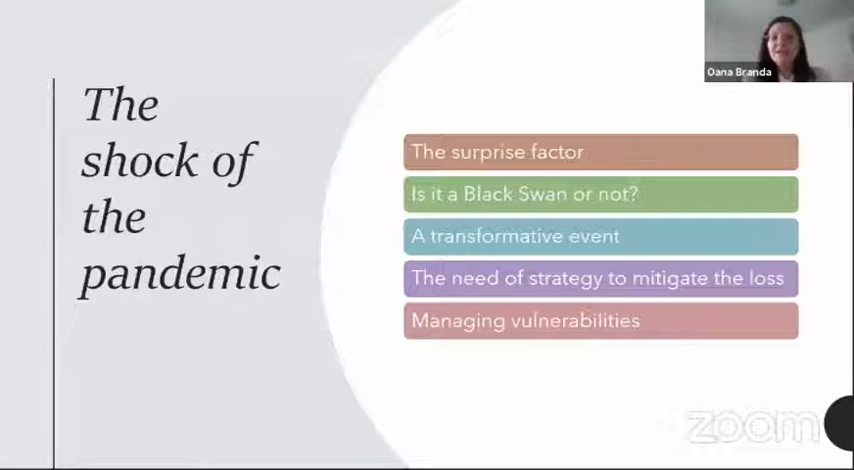 The
shock of
the
pandemic
The surprise factor
Is it a Black Swan or not?
A transformative event
The need of strategy to mitigate the loss
Managing vulnerabilities
Oana Branda
zoom